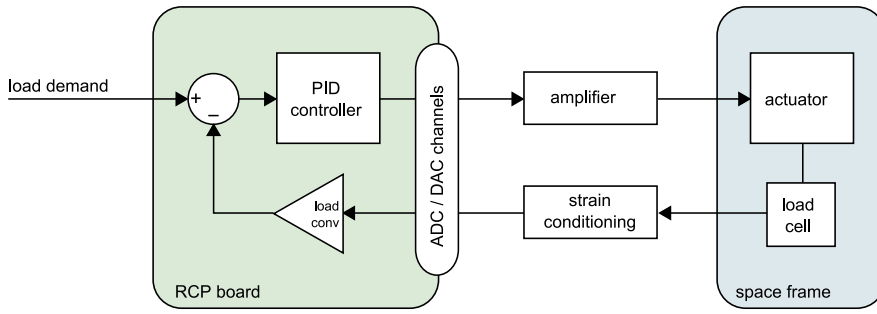 load demand
+
−
PID
controller
ADC / DAC channels
amplifier
actuator
load
conv
strain
conditioning
load
cell
RCP board
space frame